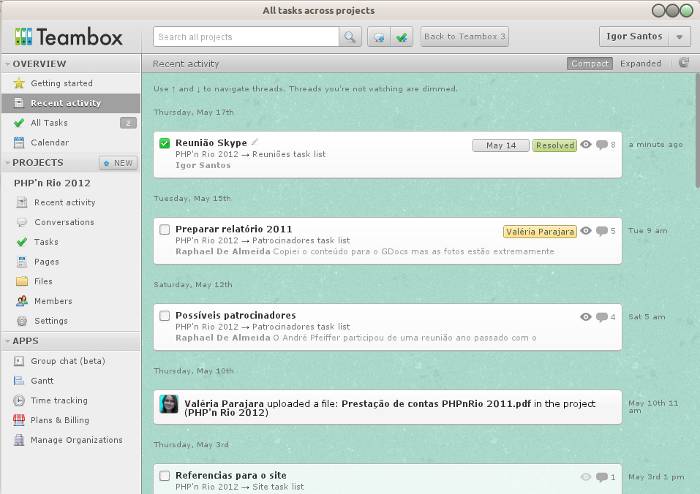 All tasks across projects
Teambox
Search all projects
Back to Teambox 3
Igor Santos
OVERVIEW
Getting started
Recent activity
All Tasks 2
Calendar
PROJECTS NEW
PHP'n Rio 2012
Recent activity
Conversations
Tasks
Pages
Files
Members
Settings
APPS
Group chat (beta)
Gantt
Time tracking
Plans & Billing
Manage Organizations
Recent activity Compact Expanded
Use ↑ and ↓ to navigate threads. Threads you're not watching are dimmed.
Thursday, May 17th
Reunião Skype May 14 Resolved 8 a minute ago
PHP'n Rio 2012 → Reuniões task list
Igor Santos
Tuesday, May 15th
Preparar relatório 2011 Valéria Parajara 5 Tue 9 am
PHP'n Rio 2012 → Patrocinadores task list
Raphael De Almeida Copiei o conteúdo para o GDocs mas as fotos estão extremamente
Saturday, May 12th
Possíveis patrocinadores 4 Sat 5 am
PHP'n Rio 2012 → Patrocinadores task list
Raphael De Almeida O André Pfeiffer participou de uma reunião ano passado com o
Thursday, May 10th
Valéria Parajara uploaded a file: Prestação de contas PHPnRio 2011.pdf in the project
(PHP'n Rio 2012)
May 10th 11
am
Thursday, May 3rd
Referencias para o site 1 May 3rd 1 pm
PHP'n Rio 2012 → Site task list